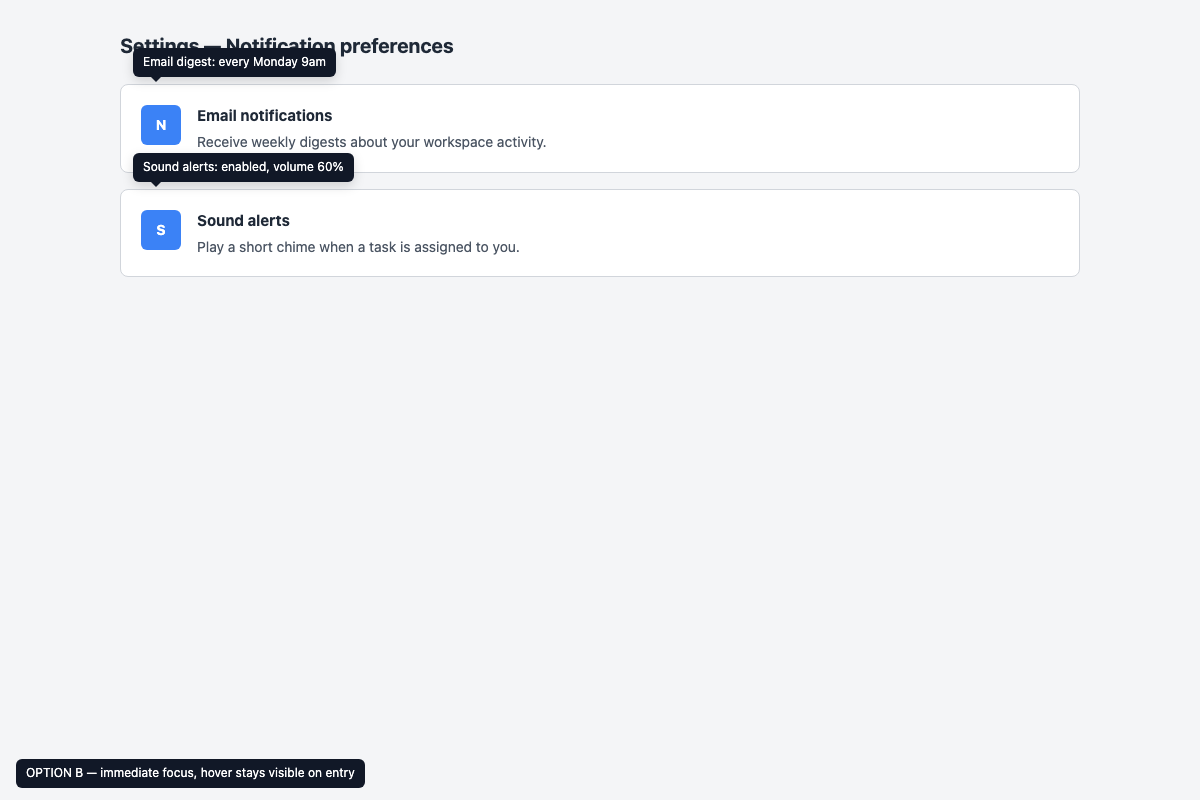 Settings — Notification preferences
Email digest: every Monday 9am
N
Email notifications
Receive weekly digests about your workspace activity.
Sound alerts: enabled, volume 60%
S
Sound alerts
Play a short chime when a task is assigned to you.
OPTION B — immediate focus, hover stays visible on entry